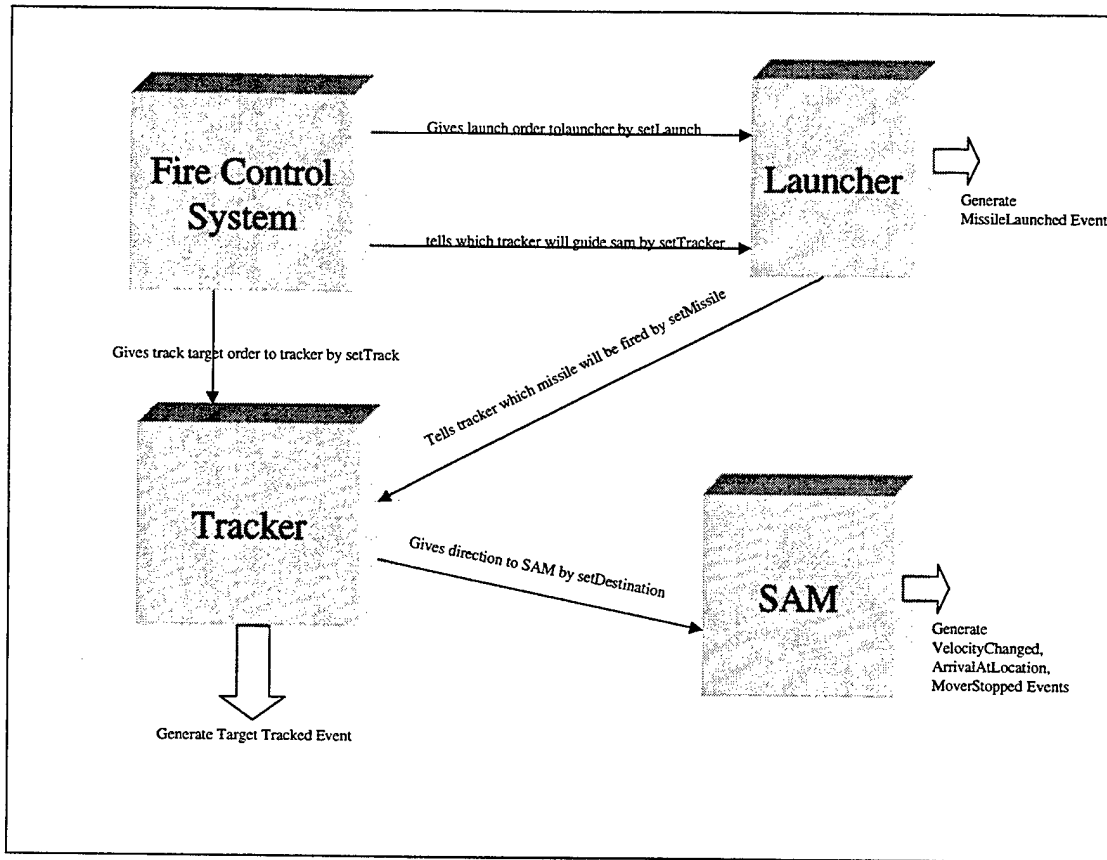 Fire Control
System
Gives launch order tolauncher by setLaunch
tells which tracker will guide sam by setTracker
Launcher
Generate
MissileLaunched Event
Gives track target order to tracker by setTrack
Tells tracker which missile will be fired by setMissile
Tracker
Gives direction to SAM by setDestination
SAM
Generate
VelocityChanged,
ArrivalAtLocation,
MoverStopped Events
Generate Target Tracked Event